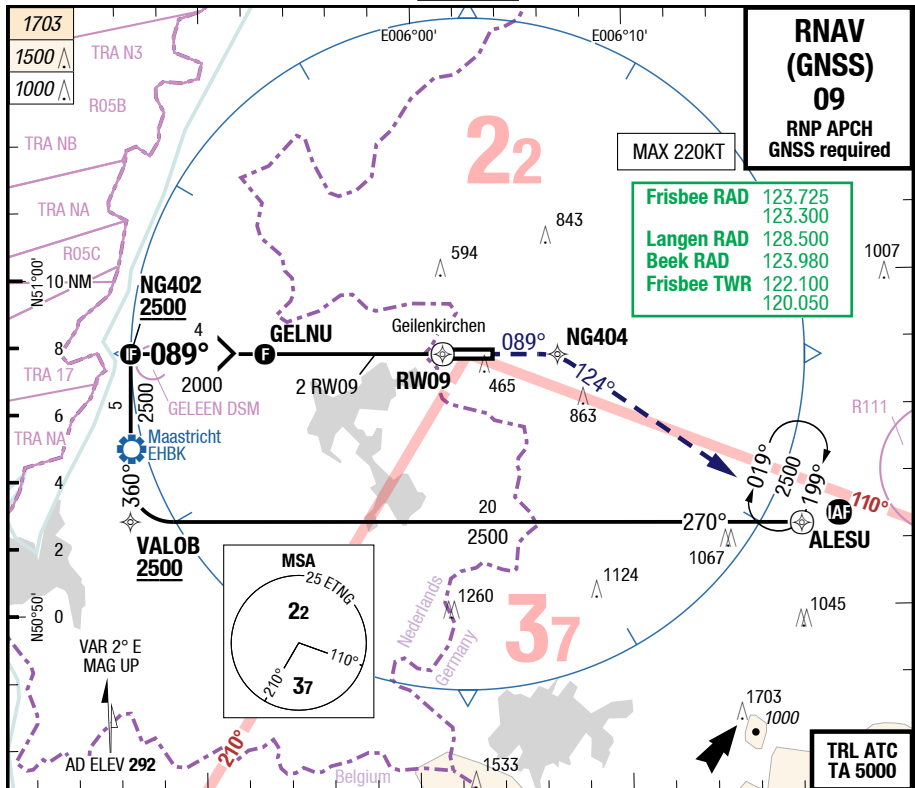 1703
1500
1000
TRA N3
R05B
TRA NB
TRA NA
R05C
TRA 17
TRA NA
E006°00'
E006°10'
RNAV
(GNSS)
09
RNP APCH
GNSS required
22
MAX 220KT
Frisbee RAD 123.725
123.300
Langen RAD 128.500
Beek RAD 123.980
Frisbee TWR 122.100
120.050
594
843
1007
N51°00'
10 NM
8
6
4
2
0
N50°50'
NG402
2500
IF
089°
4
2000
GELNU
F
2 RW09
Geilenkirchen
RW09
465
089°
NG404
124°
863
GELEEN DSM
5
2500
Maastricht
EHBK
360°
VALOB
2500
20
2500
270°
1067
019°
2500
199°
IAF
ALESU
110°
R111
MSA
25 ETNG
22
110°
210°
37
1260
1124
1045
37
Nederlands
Germany
Belgium
210°
1533
1703
1000
VAR 2° E
MAG UP
AD ELEV 292
TRL ATC
TA 5000